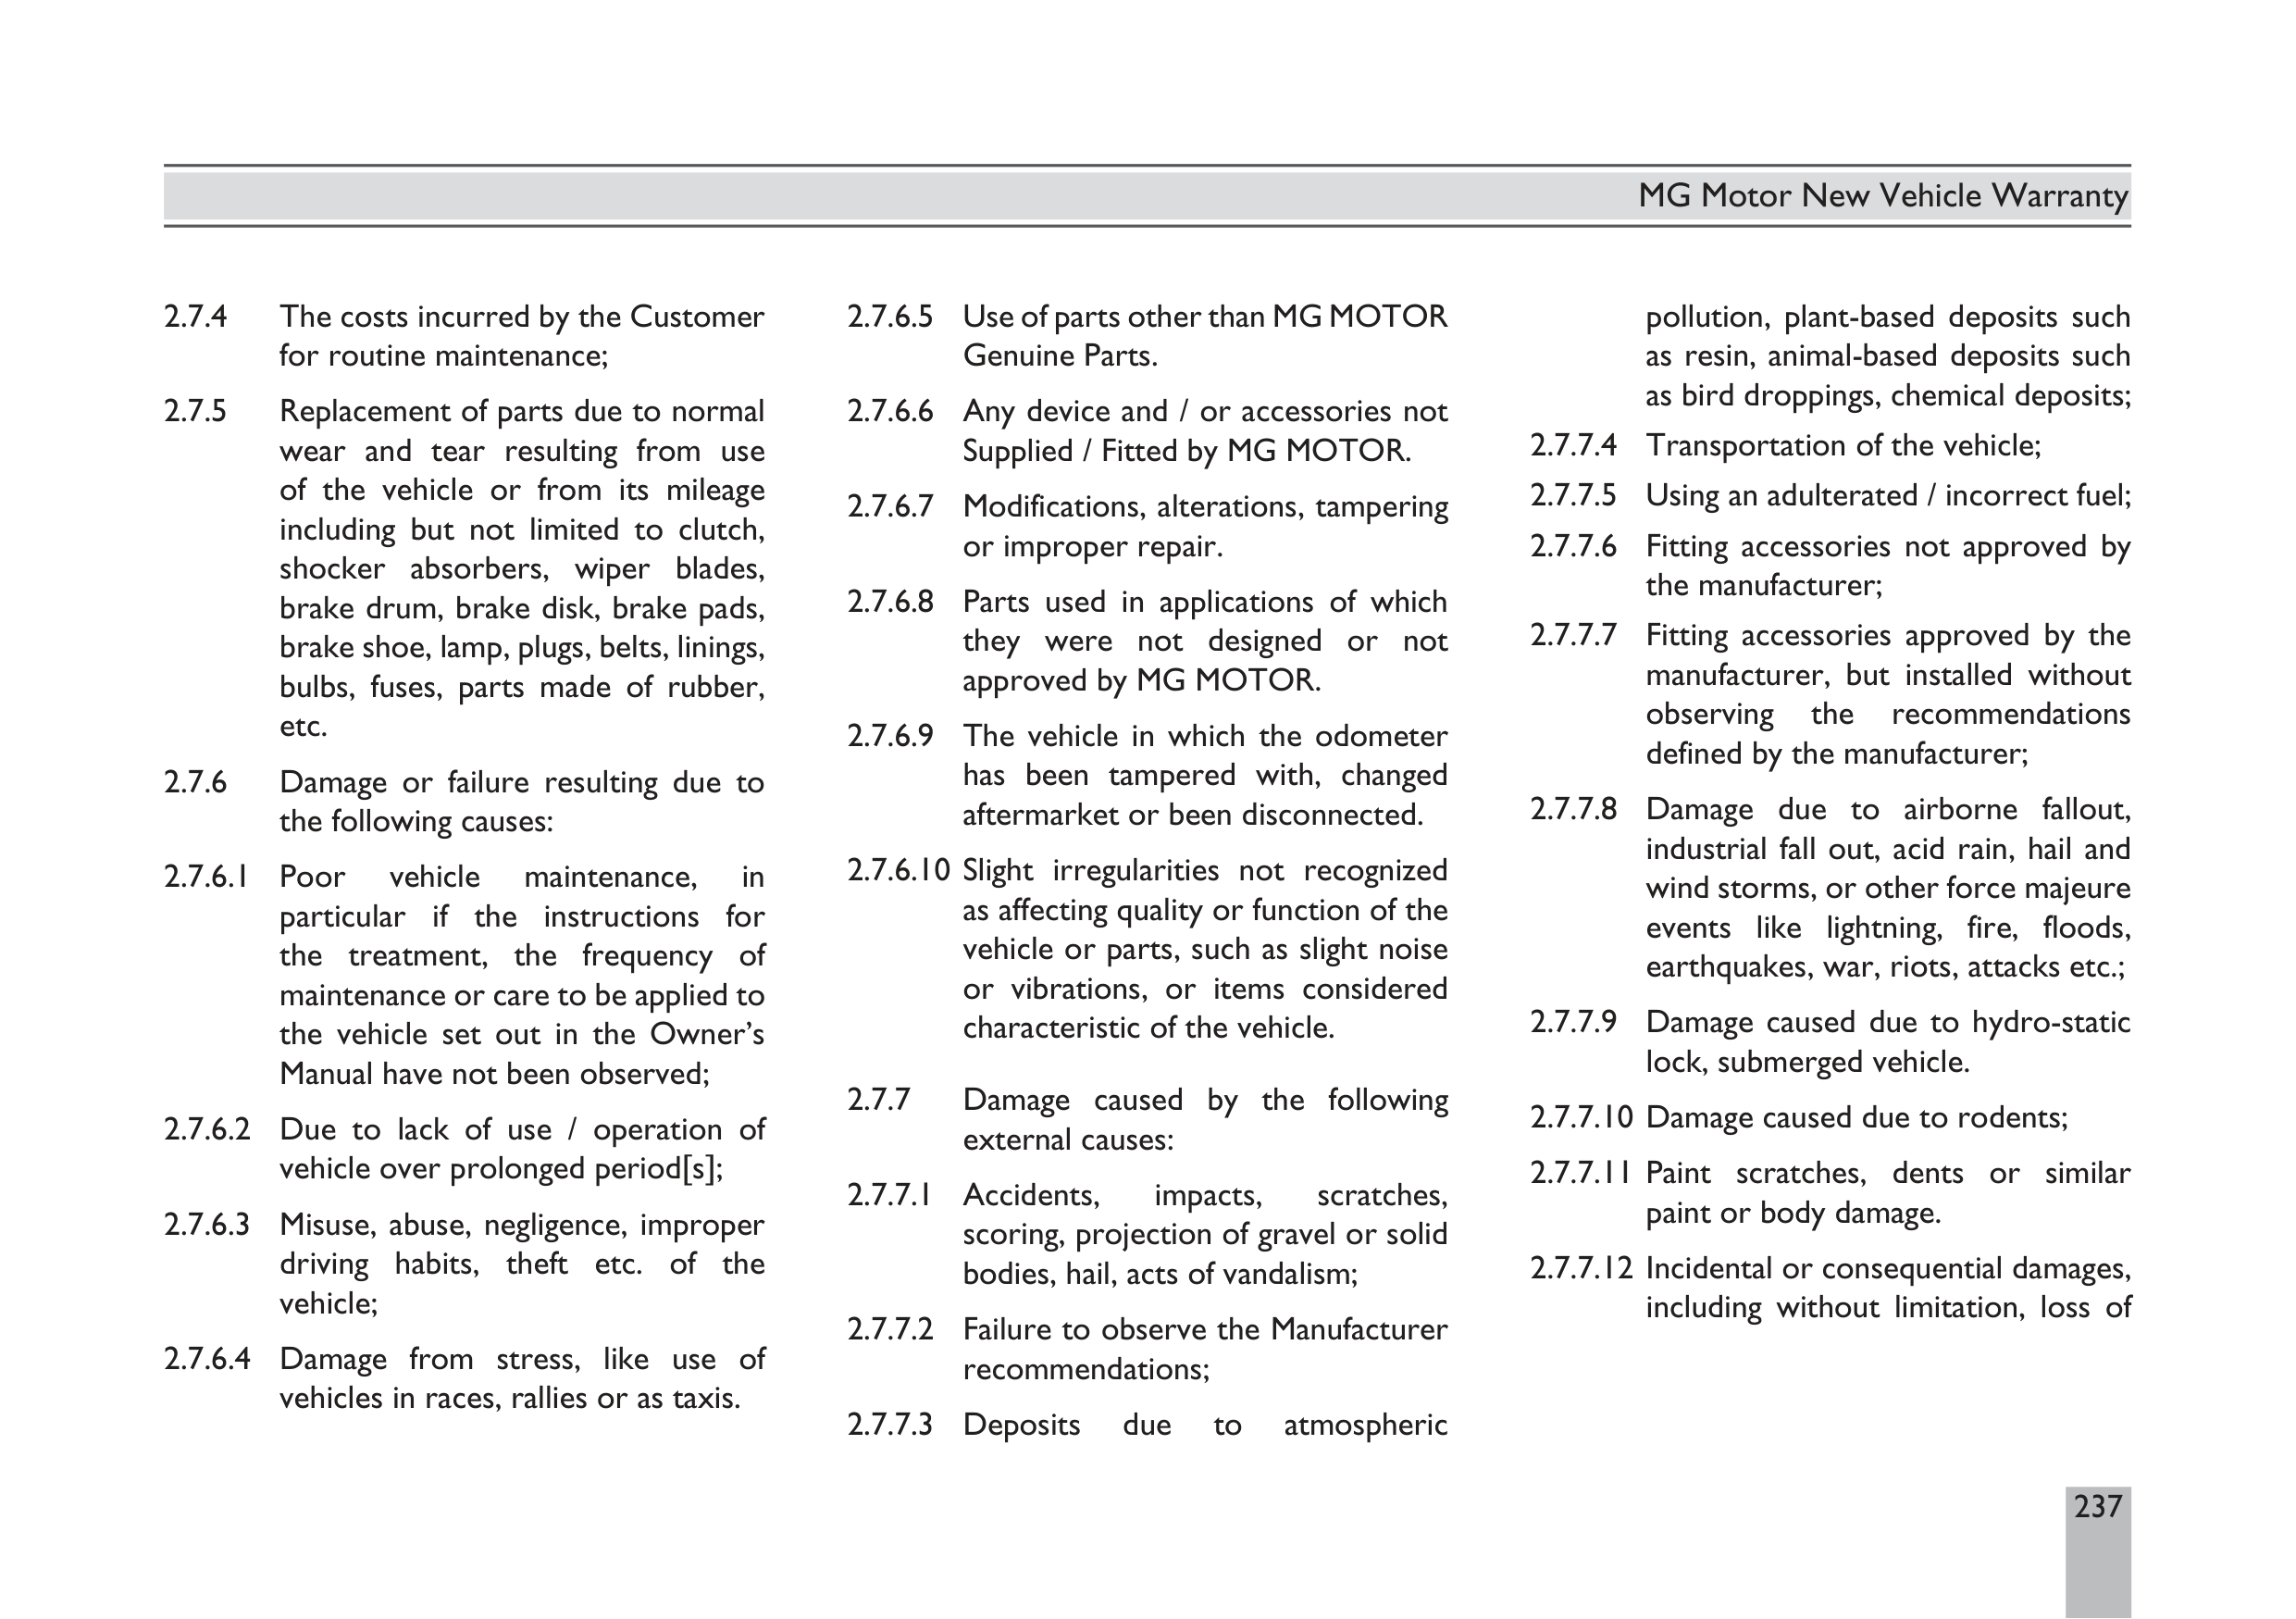 MG Motor New Vehicle Warranty
2.7.4 The costs incurred by the Customer
for routine maintenance;
2.7.5 Replacement of parts due to normal
wear and tear resulting from use
of the vehicle or from its mileage
including but not limited to clutch,
shocker absorbers, wiper blades,
brake drum, brake disk, brake pads,
brake shoe, lamp, plugs, belts, linings,
bulbs, fuses, parts made of rubber,
etc.
2.7.6 Damage or failure resulting due to
the following causes:
2.7.6.1 Poor vehicle maintenance, in
particular if the instructions for
the treatment, the frequency of
maintenance or care to be applied to
the vehicle set out in the Owner’s
Manual have not been observed;
2.7.6.2 Due to lack of use / operation of
vehicle over prolonged period[s];
2.7.6.3 Misuse, abuse, negligence, improper
driving habits, theft etc. of the
vehicle;
2.7.6.4 Damage from stress, like use of
vehicles in races, rallies or as taxis.
2.7.6.5 Use of parts other than MG MOTOR
Genuine Parts.
2.7.6.6 Any device and / or accessories not
Supplied / Fitted by MG MOTOR.
2.7.6.7 Modifications, alterations, tampering
or improper repair.
2.7.6.8 Parts used in applications of which
they were not designed or not
approved by MG MOTOR.
2.7.6.9 The vehicle in which the odometer
has been tampered with, changed
aftermarket or been disconnected.
2.7.6.10 Slight irregularities not recognized
as affecting quality or function of the
vehicle or parts, such as slight noise
or vibrations, or items considered
characteristic of the vehicle.
2.7.7 Damage caused by the following
external causes:
2.7.7.1 Accidents, impacts, scratches,
scoring, projection of gravel or solid
bodies, hail, acts of vandalism;
2.7.7.2 Failure to observe the Manufacturer
recommendations;
2.7.7.3 Deposits due to atmospheric
pollution, plant-based deposits such
as resin, animal-based deposits such
as bird droppings, chemical deposits;
2.7.7.4 Transportation of the vehicle;
2.7.7.5 Using an adulterated / incorrect fuel;
2.7.7.6 Fitting accessories not approved by
the manufacturer;
2.7.7.7 Fitting accessories approved by the
manufacturer, but installed without
observing the recommendations
defined by the manufacturer;
2.7.7.8 Damage due to airborne fallout,
industrial fall out, acid rain, hail and
wind storms, or other force majeure
events like lightning, fire, floods,
earthquakes, war, riots, attacks etc.;
2.7.7.9 Damage caused due to hydro-static
lock, submerged vehicle.
2.7.7.10 Damage caused due to rodents;
2.7.7.11 Paint scratches, dents or similar
paint or body damage.
2.7.7.12 Incidental or consequential damages,
including without limitation, loss of
237